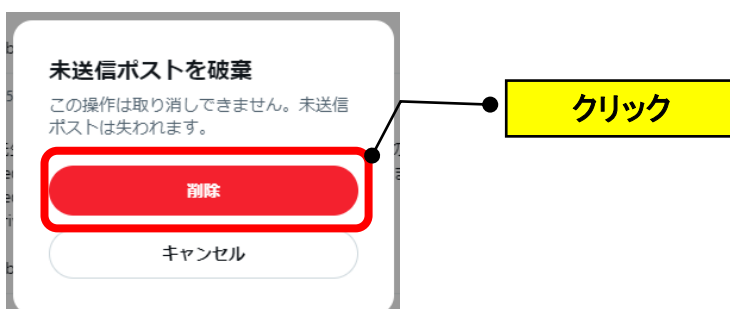 未送信ポストを破棄
この操作は取り消しできません。未送信
ポストは失われます。
削除
キャンセル
クリック